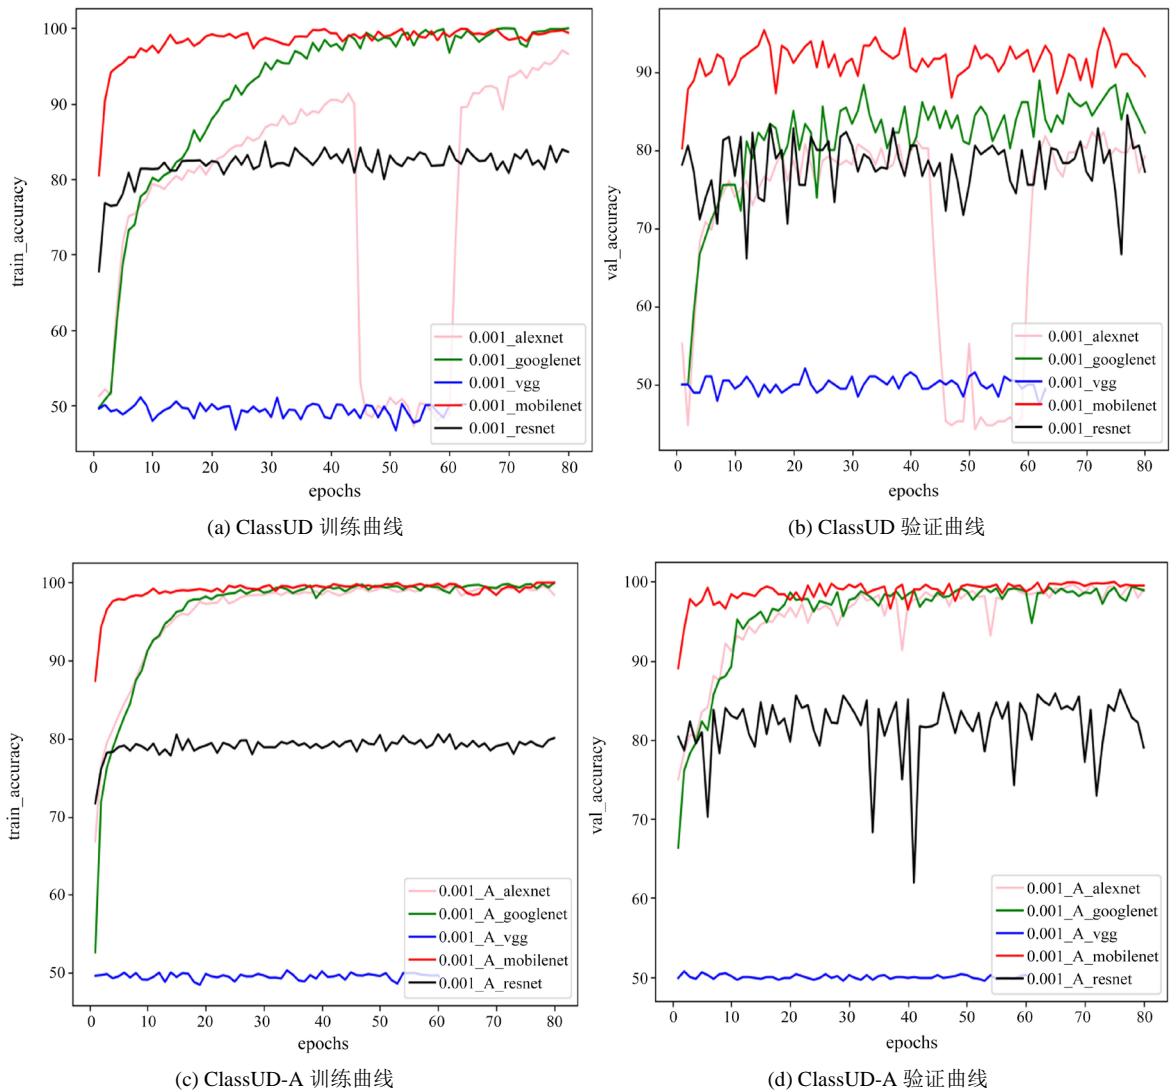 100
90
80
70
60
50
train_accuracy
0.001_alexnet
0.001_googlenet
0.001_vgg
0.001_mobilenet
0.001_resnet
0 10 20 30 40 50 60 70 80
epochs
(a) ClassUD 训练曲线
90
80
70
60
50
val_accuracy
0.001_alexnet
0.001_googlenet
0.001_vgg
0.001_mobilenet
0.001_resnet
0 10 20 30 40 50 60 70 80
epochs
(b) ClassUD 验证曲线
100
90
80
70
60
50
train_accuracy
0.001_A_alexnet
0.001_A_googlenet
0.001_A_vgg
0.001_A_mobilenet
0.001_A_resnet
0 10 20 30 40 50 60 70 80
epochs
(c) ClassUD-A 训练曲线
100
90
80
70
60
50
val_accuracy
0.001_A_alexnet
0.001_A_googlenet
0.001_A_vgg
0.001_A_mobilenet
0.001_A_resnet
0 10 20 30 40 50 60 70 80
epochs
(d) ClassUD-A 验证曲线